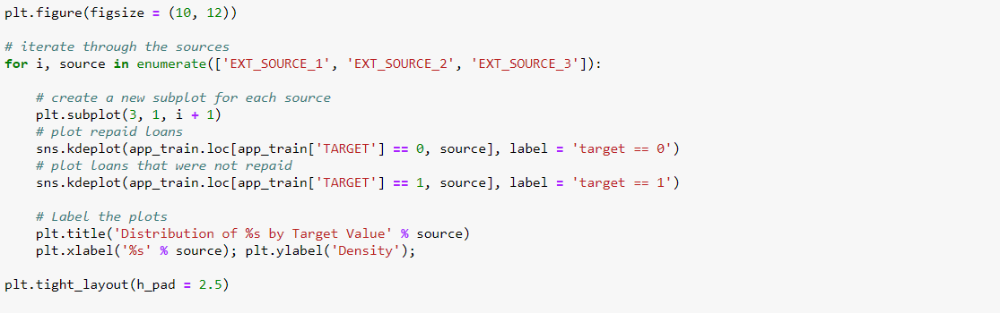 plt.figure(figsize = (10, 12))
# iterate through the sources
for i, source in enumerate(['EXT_SOURCE_1', 'EXT_SOURCE_2', 'EXT_SOURCE_3']):
    # create a new subplot for each source
    plt.subplot(3, 1, i + 1)
    # plot repaid loans
    sns.kdeplot(app_train.loc[app_train['TARGET'] == 0, source], label = 'target == 0')
    # plot loans that were not repaid
    sns.kdeplot(app_train.loc[app_train['TARGET'] == 1, source], label = 'target == 1')
    # Label the plots
    plt.title('Distribution of %s by Target Value' % source)
    plt.xlabel('%s' % source); plt.ylabel('Density');
plt.tight_layout(h_pad = 2.5)